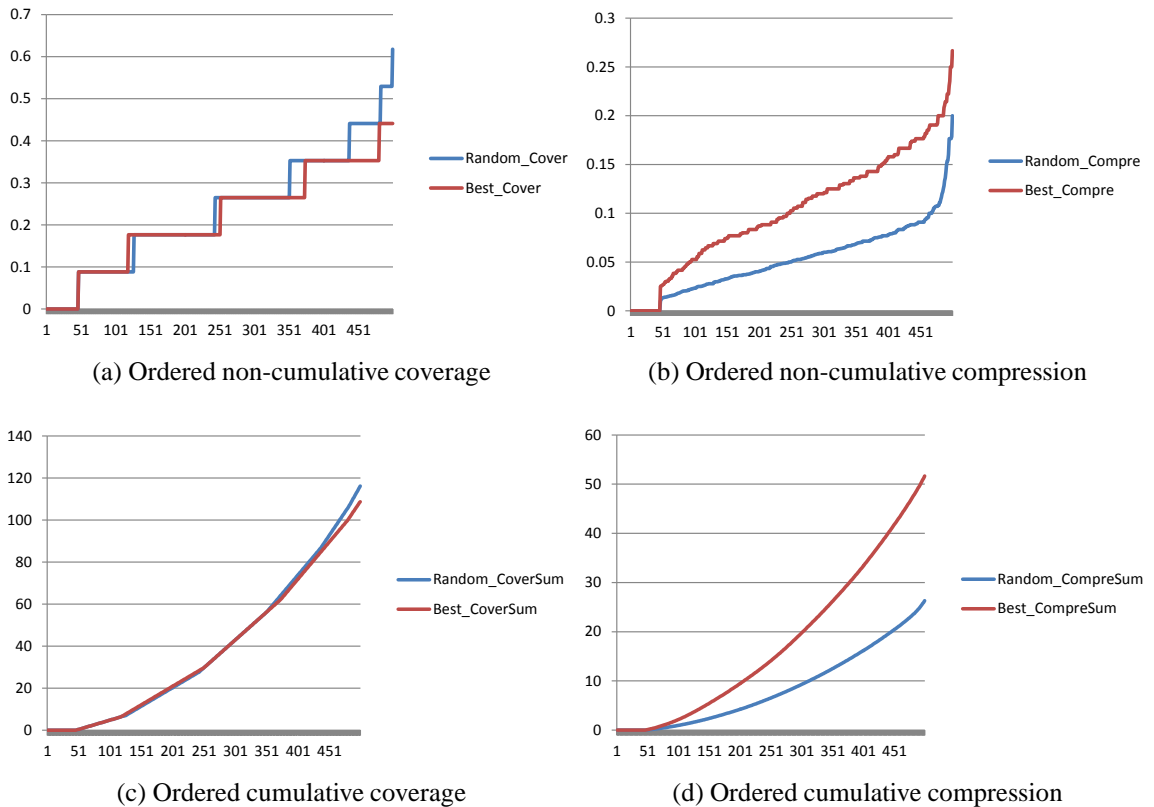 0.7
0.6
0.5
0.4
0.3
0.2
0.1
0
1 51 101 151 201 251 301 351 401 451
Random_Cover
Best_Cover
(a) Ordered non-cumulative coverage
0.3
0.25
0.2
0.15
0.1
0.05
0
1 51 101 151 201 251 301 351 401 451
Random_Compre
Best_Compre
(b) Ordered non-cumulative compression
140
120
100
80
60
40
20
0
1 51 101 151 201 251 301 351 401 451
Random_CoverSum
Best_CoverSum
(c) Ordered cumulative coverage
60
50
40
30
20
10
0
1 51 101 151 201 251 301 351 401 451
Random_CompreSum
Best_CompreSum
(d) Ordered cumulative compression